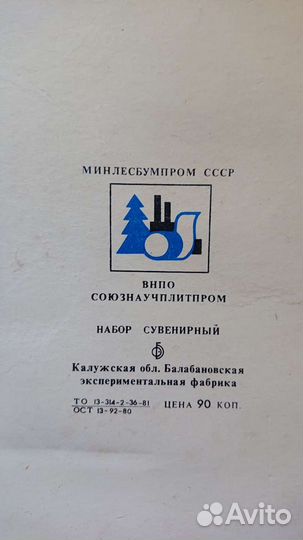 МИНЛЕСБУМПРОМ СССР
ВНПО
СОЮЗНАУЧПЛИТПРОМ
НАБОР СУВЕНИРНЫЙ
Калужская обл. Балабановская
экспериментальная фабрика
ТО 13-314-2-36-81 ЦЕНА 90 КОП.
ОСТ 13-92-80
Avito